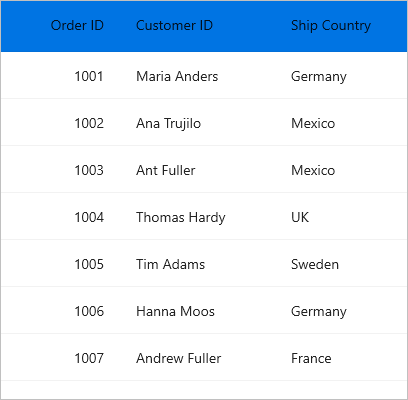 Order ID Customer ID Ship Country
1001 Maria Anders Germany
1002 Ana Trujilo Mexico
1003 Ant Fuller Mexico
1004 Thomas Hardy UK
1005 Tim Adams Sweden
1006 Hanna Moos Germany
1007 Andrew Fuller France